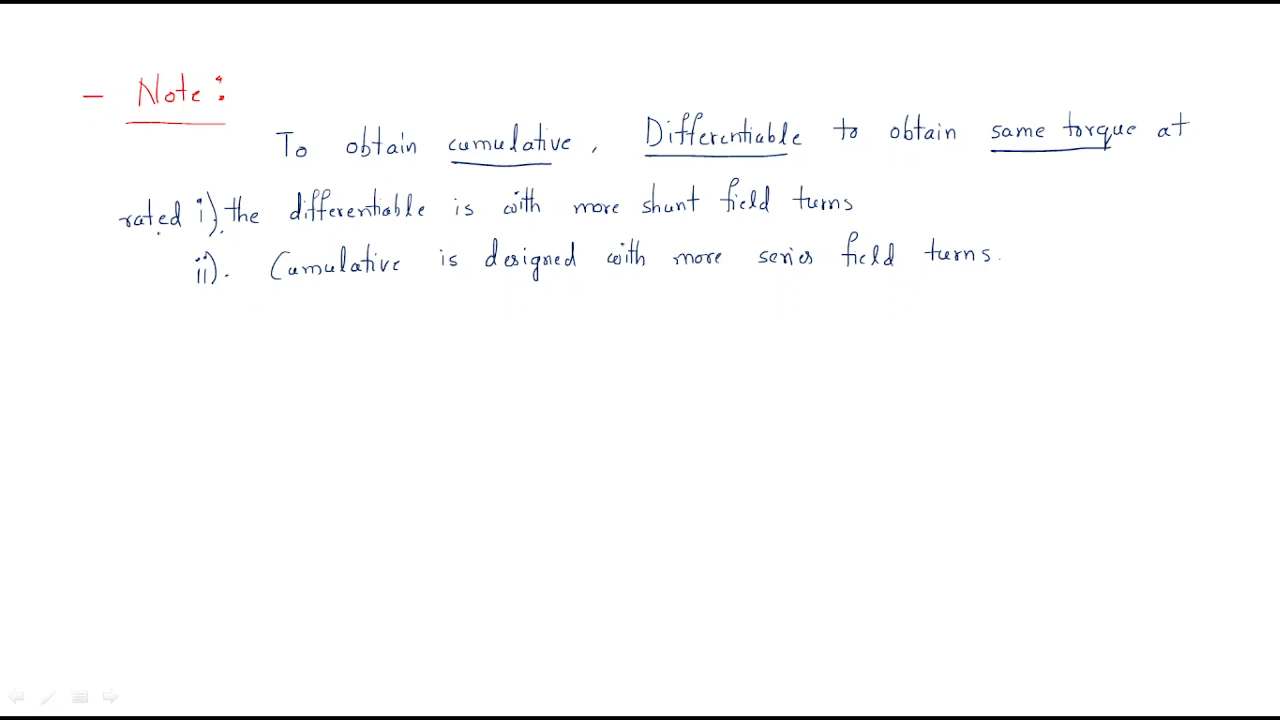 - Note:
To obtain cumulative, Differentiable to obtain same torque at
rated i). the differentiable is with more shunt field turns
ii). Cumulative is designed with more series field turns.